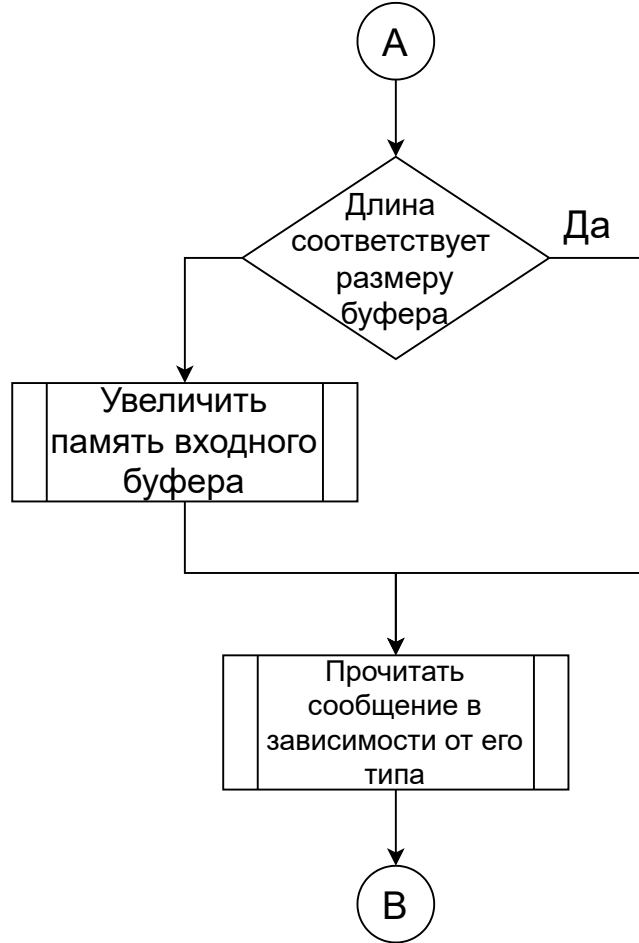 A
Длина
соответствует
размеру
буфера
Да
Увеличить
память входного
буфера
Прочитать
сообщение в
зависимости от его
типа
B